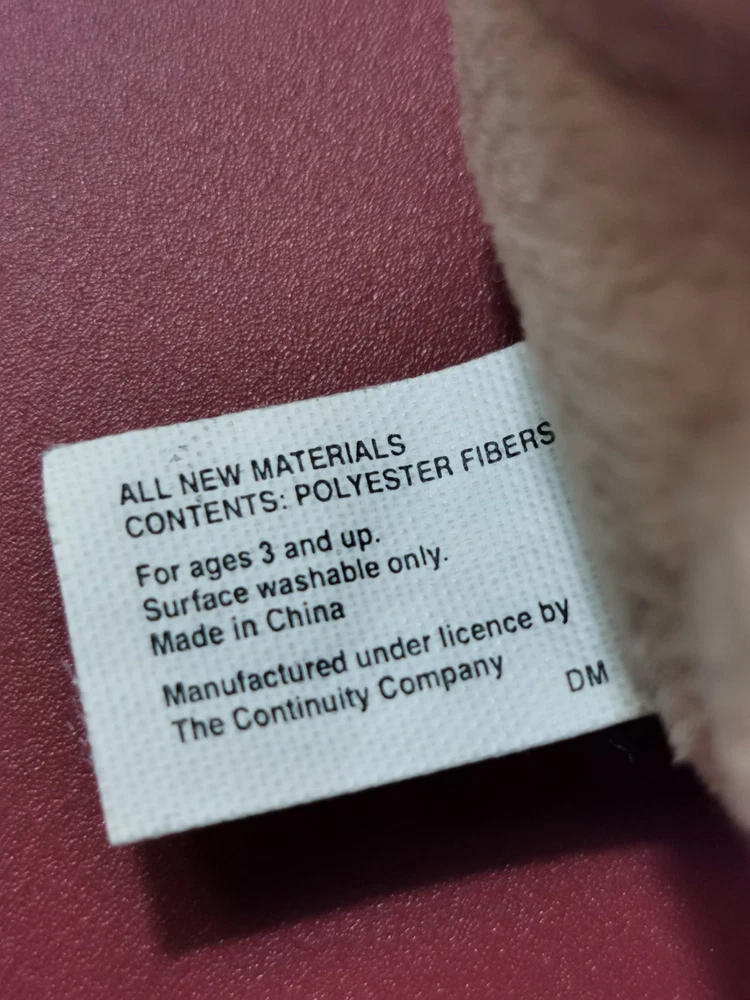 ALL NEW MATERIALS
CONTENTS: POLYESTER FIBERS
For ages 3 and up.
Surface washable only.
Made in China
Manufactured under licence by
The Continuity Company
DM